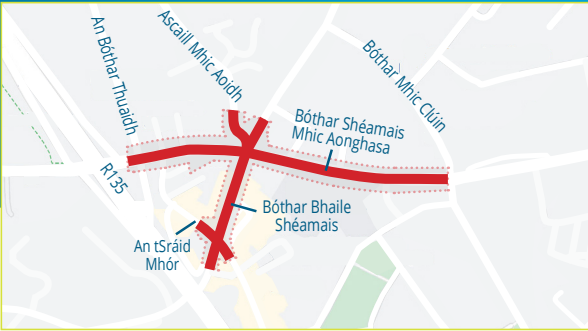 An Bóthar Thuaidh
Ascaill Mhic Aoidh
Bóthar Mhic Clúin
Bóthar Shéamais
Mhic Aonghasa
R135
Bóthar Bhaile
Shéamais
An tSráid
Mhór